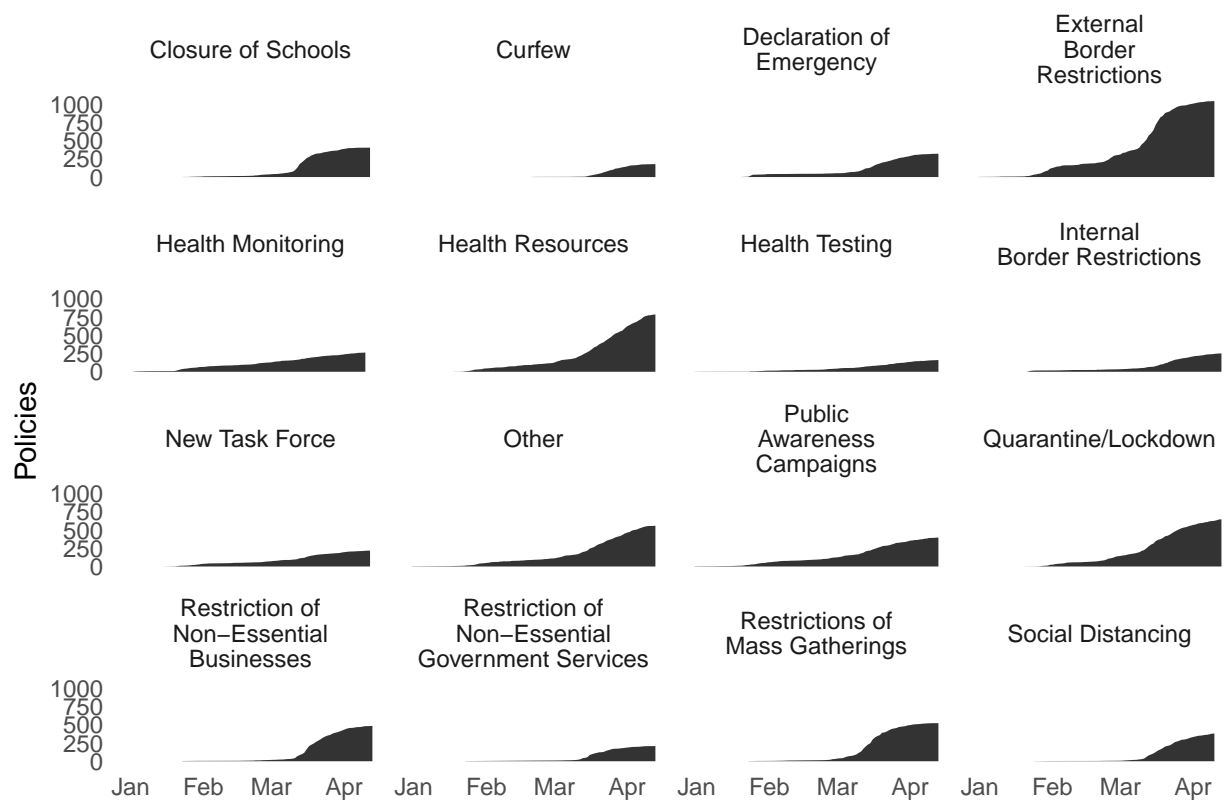 Closure of Schools
Curfew
Declaration of
Emergency
External
Border
Restrictions
1000
750
500
250
0
Health Monitoring
Health Resources
Health Testing
Internal
Border Restrictions
1000
750
500
250
0
Policies
New Task Force
Other
Public
Awareness
Campaigns
Quarantine/Lockdown
1000
750
500
250
0
Restriction of
Non−Essential
Businesses
Restriction of
Non−Essential
Government Services
Restrictions of
Mass Gatherings
Social Distancing
1000
750
500
250
0
Jan Feb Mar Apr Jan Feb Mar Apr Jan Feb Mar Apr Jan Feb Mar Apr